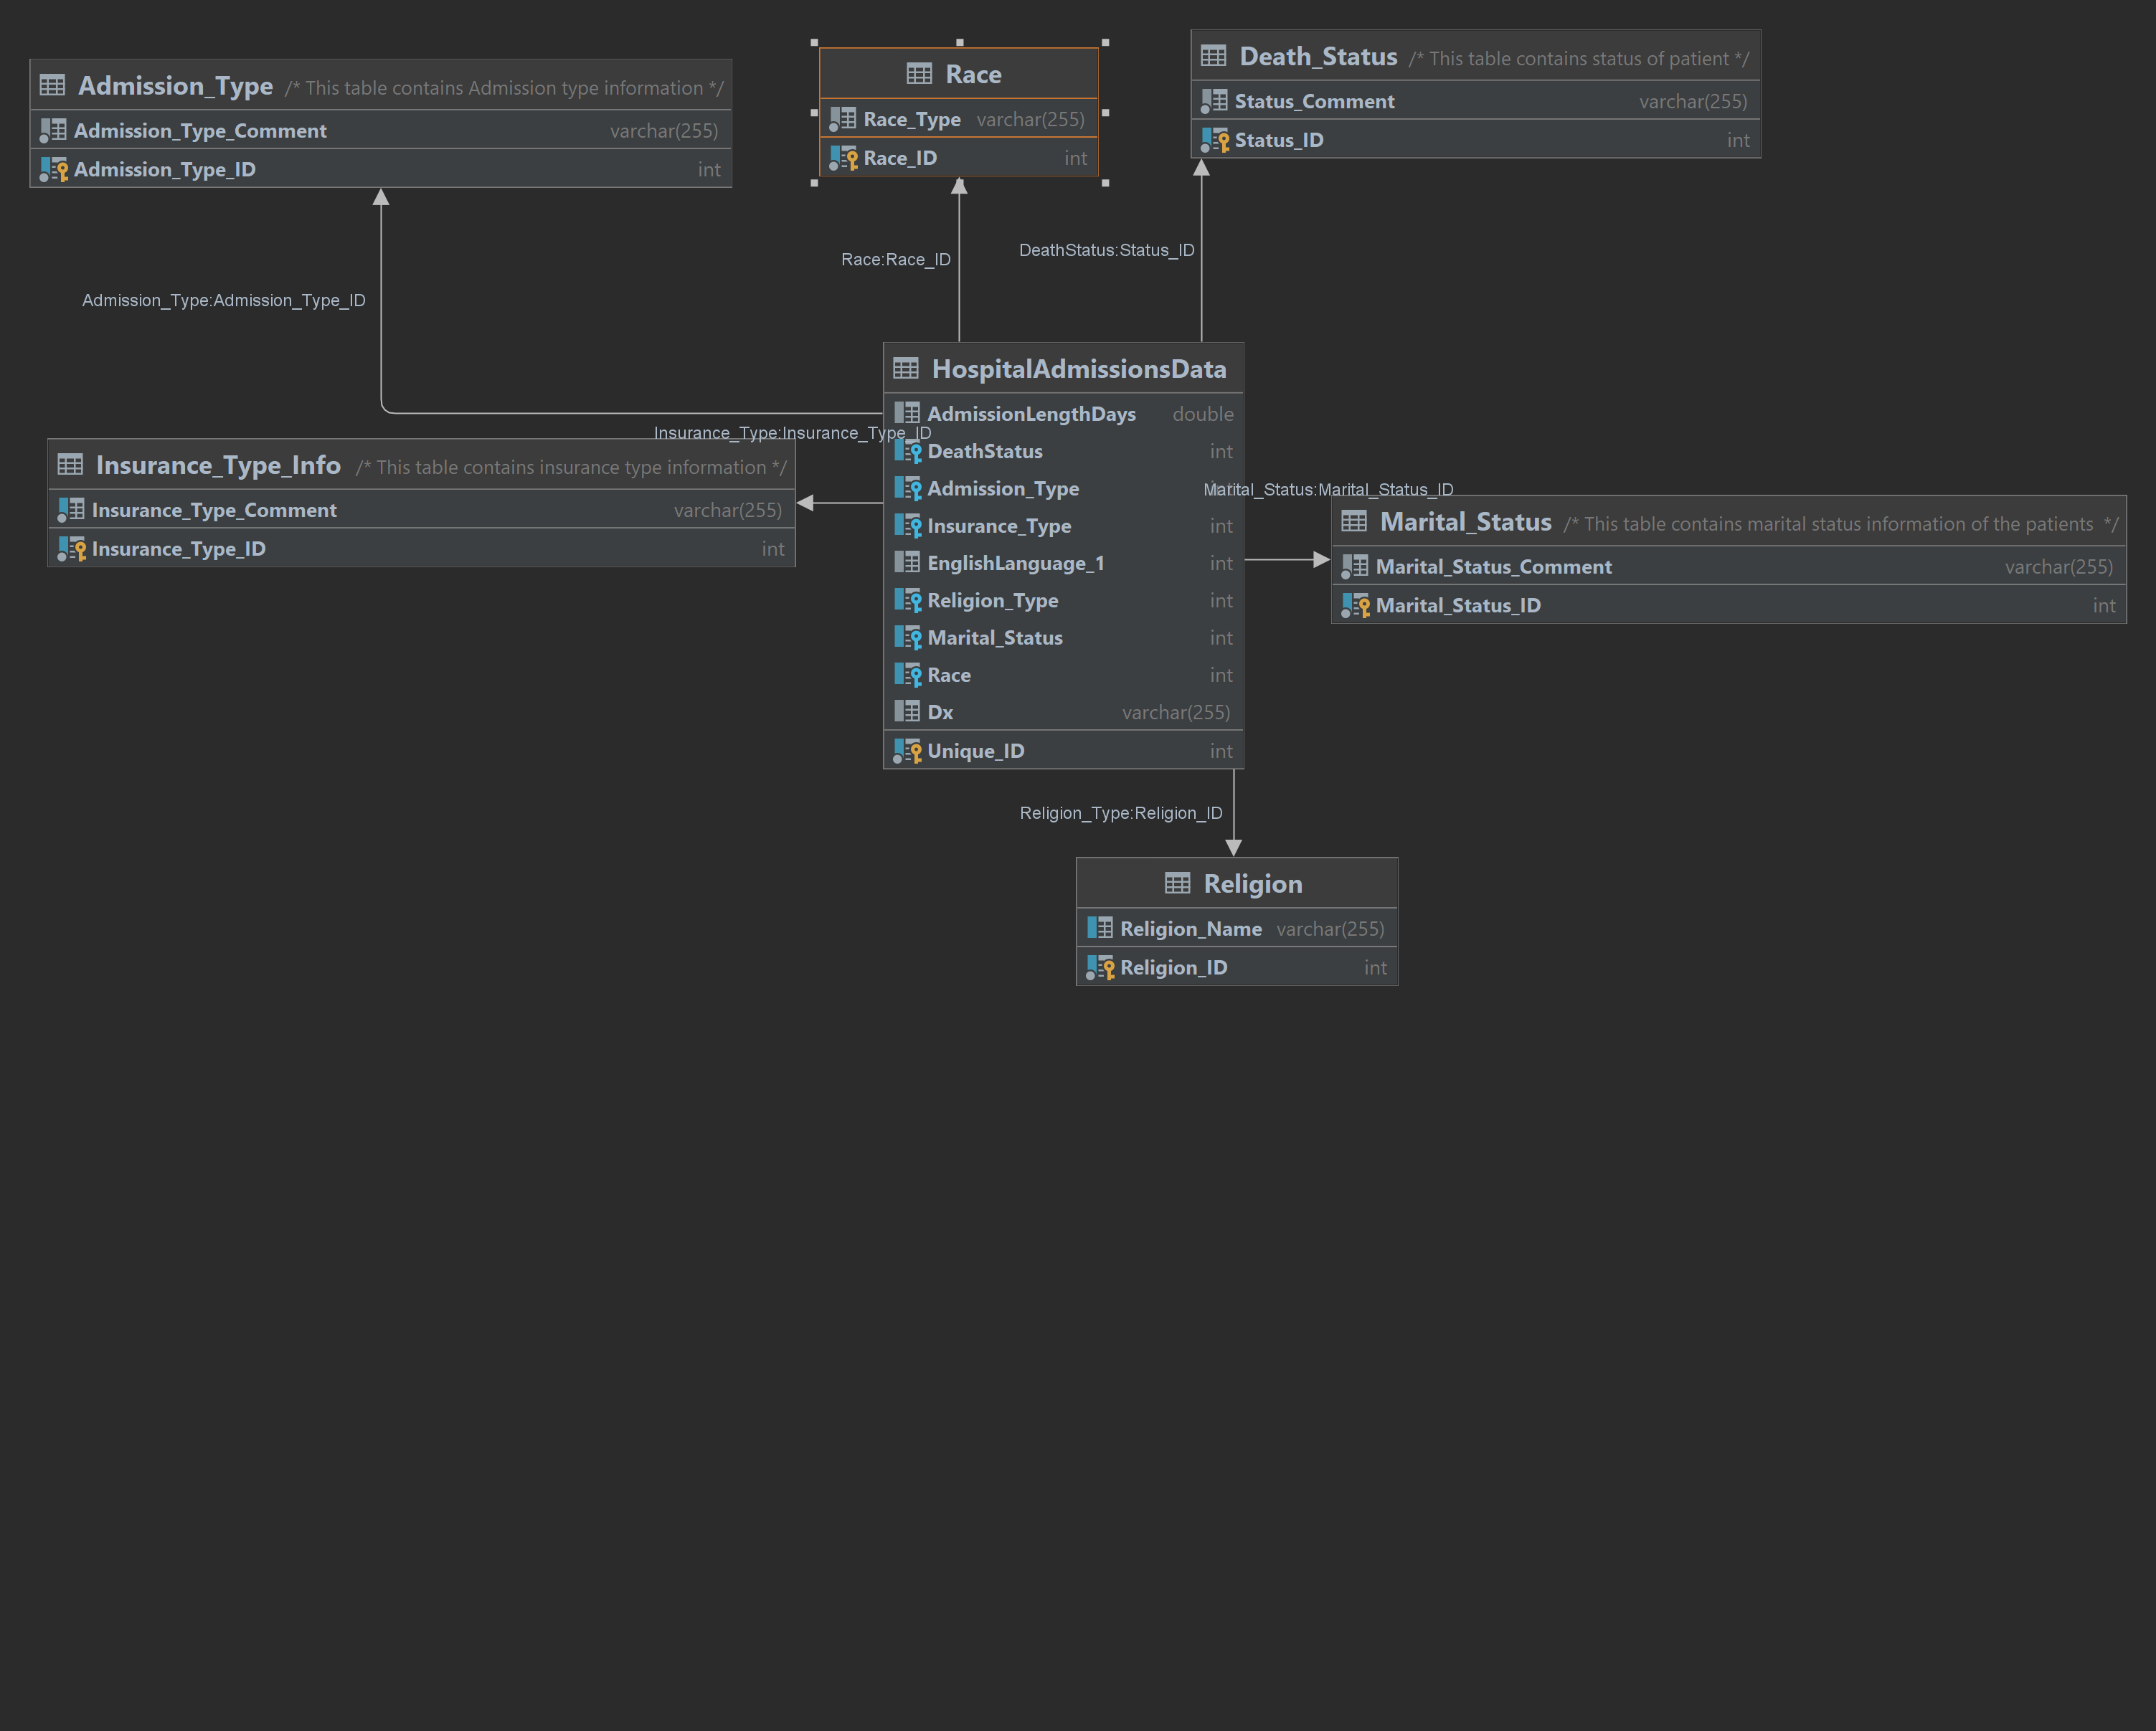 Admission_Type /* This table contains Admission type information */
Admission_Type_Comment varchar(255)
Admission_Type_ID int
Race
Race_Type varchar(255)
Race_ID int
Death_Status /* This table contains status of patient */
Status_Comment varchar(255)
Status_ID int
Admission_Type:Admission_Type_ID
Race:Race_ID
DeathStatus:Status_ID
HospitalAdmissionsData
AdmissionLengthDays double
DeathStatus int
Admission_Type int
Insurance_Type int
EnglishLanguage_1 int
Religion_Type int
Marital_Status int
Race int
Dx varchar(255)
Unique_ID int
Insurance_Type:Insurance_Type_ID
Insurance_Type_Info /* This table contains insurance type information */
Insurance_Type_Comment varchar(255)
Insurance_Type_ID int
Marital_Status:Marital_Status_ID
Marital_Status /* This table contains marital status information of the patients */
Marital_Status_Comment varchar(255)
Marital_Status_ID int
Religion_Type:Religion_ID
Religion
Religion_Name varchar(255)
Religion_ID int